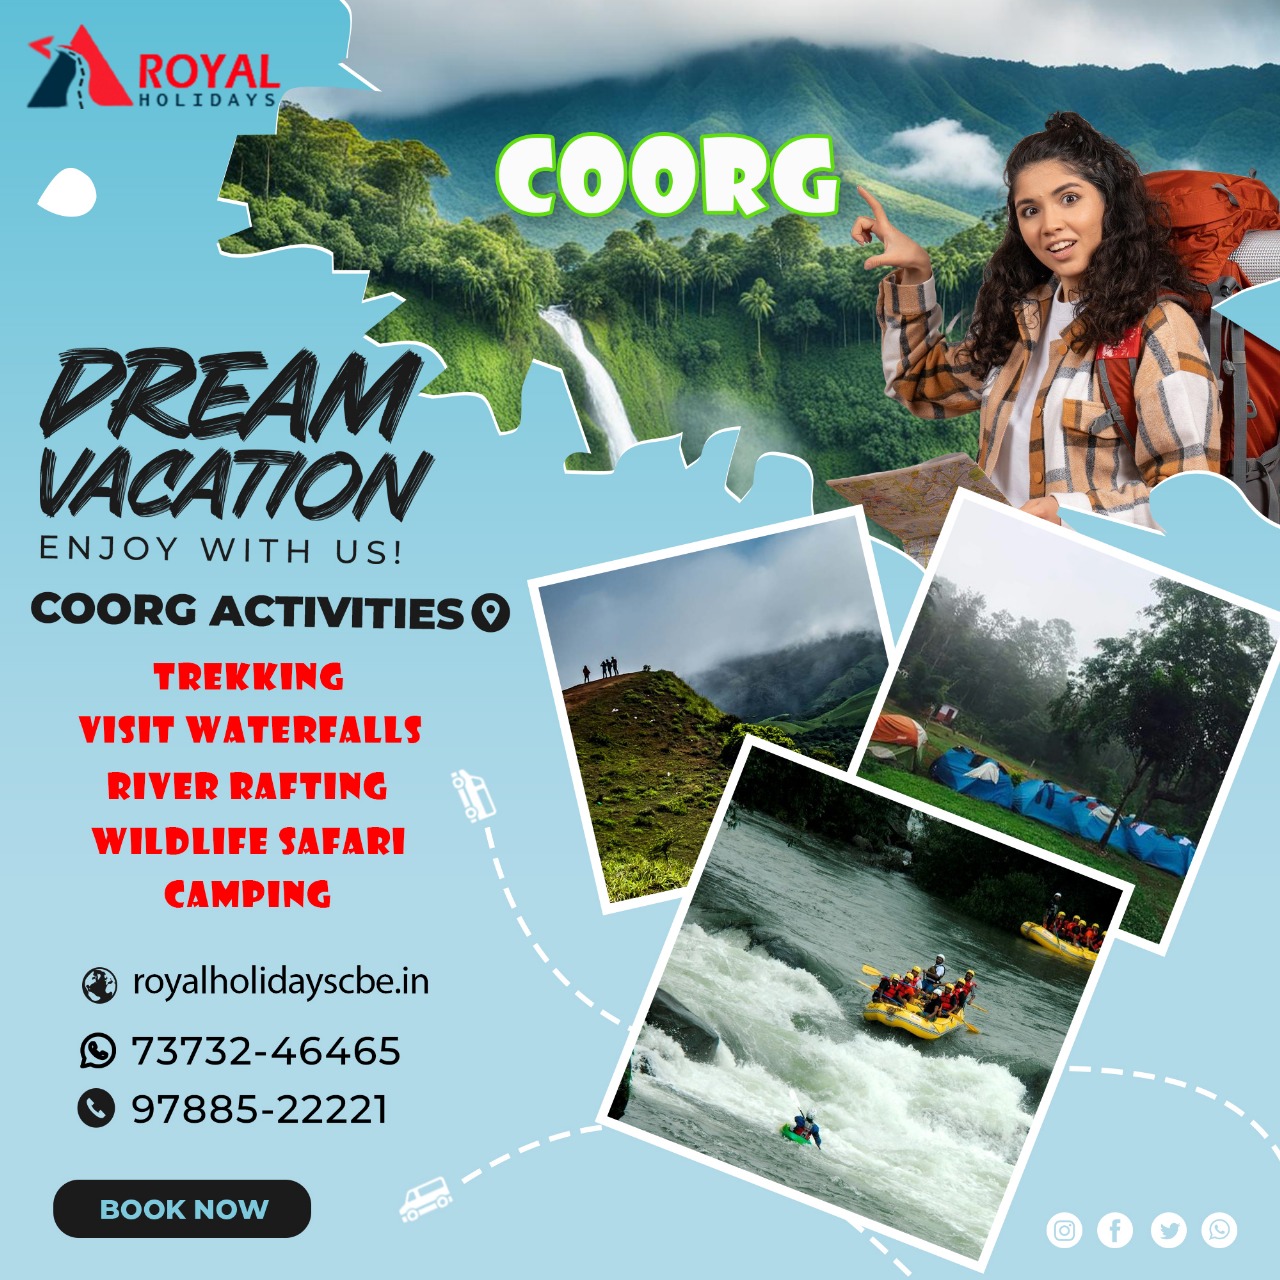 ROYAL
HOLIDAYS
COORG
DREAM
VACATION
ENJOY WITH US!
COORG ACTIVITIES
TREKKING
VISIT WATERFALLS
RIVER RAFTING
WILDLIFE SAFARI
CAMPING
royalholidayscbe.in
73732-46465
97885-22221
BOOK NOW